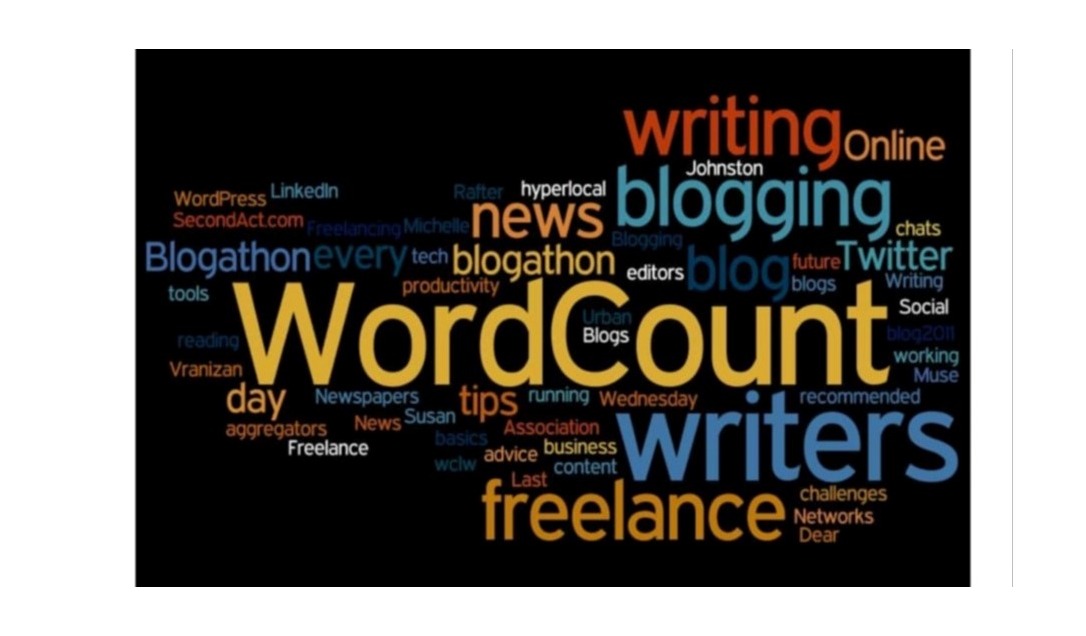 writing Online
Johnston
WordPress LinkedIn Rafter hyperlocal blogging
SecondAct.com Freelancing Michelle news chats
Blogging
Blogathon every tech blogathon editors blog future Twitter
productivity blogs Writing
tools
WordCount
Social
Urban
Blogs blog2011
reading
working
Vranizan Muse
day Newspapers tips running Wednesday recommended
News Susan
aggregators Association writers
Freelance basics business
advice
wclw content
Last
freelance challenges
Networks
Dear